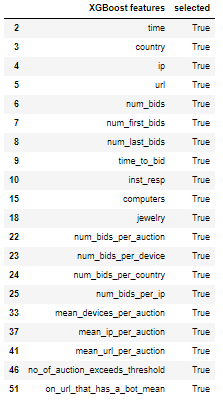 XGBoost features selected
2 time True
3 country True
4 ip True
5 url True
6 num_bids True
7 num_first_bids True
8 num_last_bids True
9 time_to_bid True
10 inst_resp True
15 computers True
18 jewelry True
22 num_bids_per_auction True
23 num_bids_per_device True
24 num_bids_per_country True
25 num_bids_per_ip True
33 mean_devices_per_auction True
37 mean_ip_per_auction True
41 mean_url_per_auction True
46 no_of_auction_exceeds_threshold True
51 on_url_that_has_a_bot_mean True